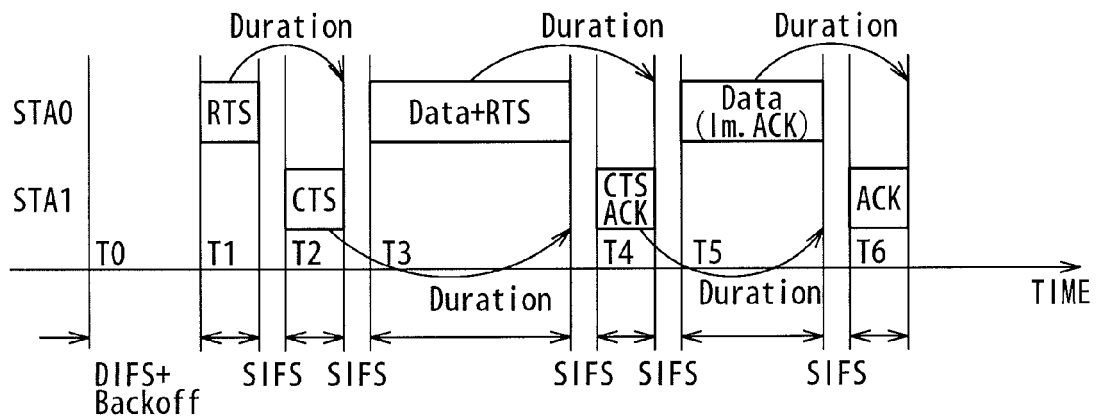 Duration
Duration
Duration
STA0
RTS
Data+RTS
Data
(Im. ACK)
STA1
CTS
CTS
ACK
ACK
T0
T1
T2
T3
T4
T5
T6
Duration
Duration
TIME
DIFS+
Backoff
SIFS
SIFS
SIFS
SIFS
SIFS